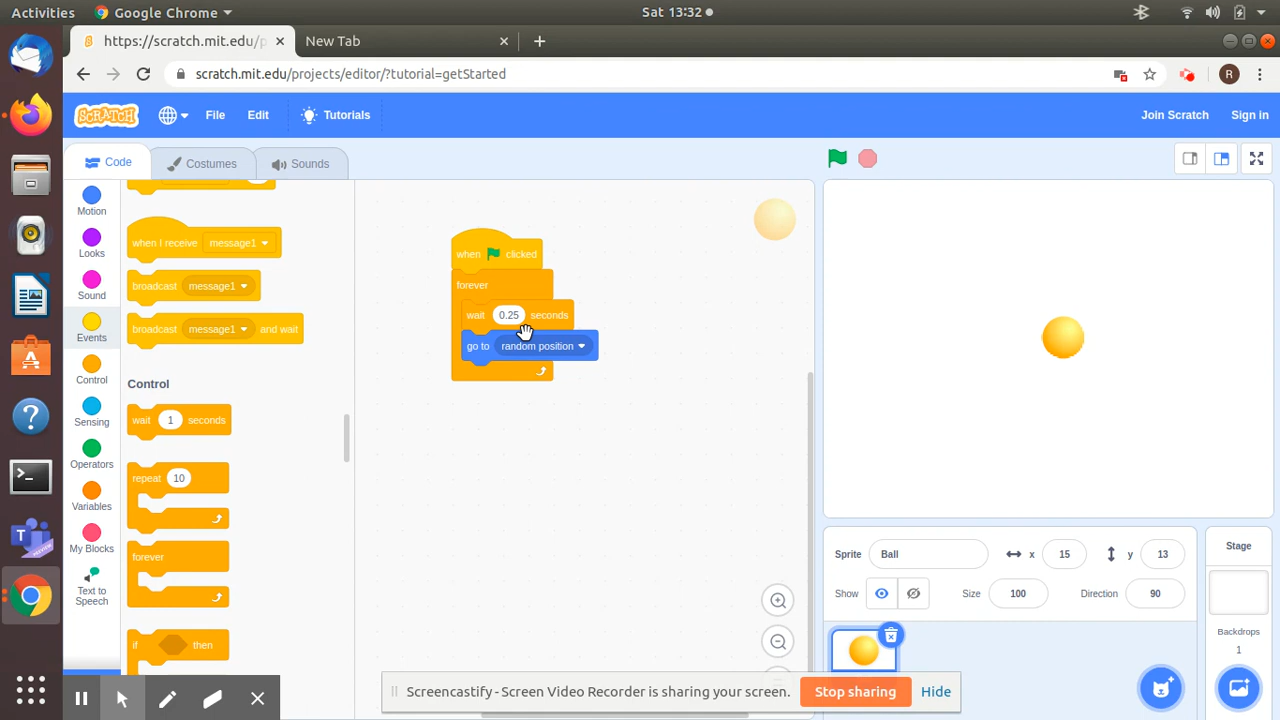 Activities
Google Chrome
Sat 13:32
https://scratch.mit.edu/p
New Tab
scratch.mit.edu/projects/editor/?tutorial=getStarted
R
SCRATCH
File
Edit
Tutorials
Join Scratch
Sign in
Code
Costumes
Sounds
Motion
Looks
Sound
Events
Control
Sensing
Operators
Variables
My Blocks
Text to
Speech
when I receive message1
broadcast message1
broadcast message1 and wait
Control
wait 1 seconds
repeat 10
forever
if then
when clicked
forever
wait 0.25 seconds
go to random position
Sprite Ball x 15 y 13
Show Size 100 Direction 90
Stage
Backdrops
1
Screencastify - Screen Video Recorder is sharing your screen.
Stop sharing
Hide
PREVIEW